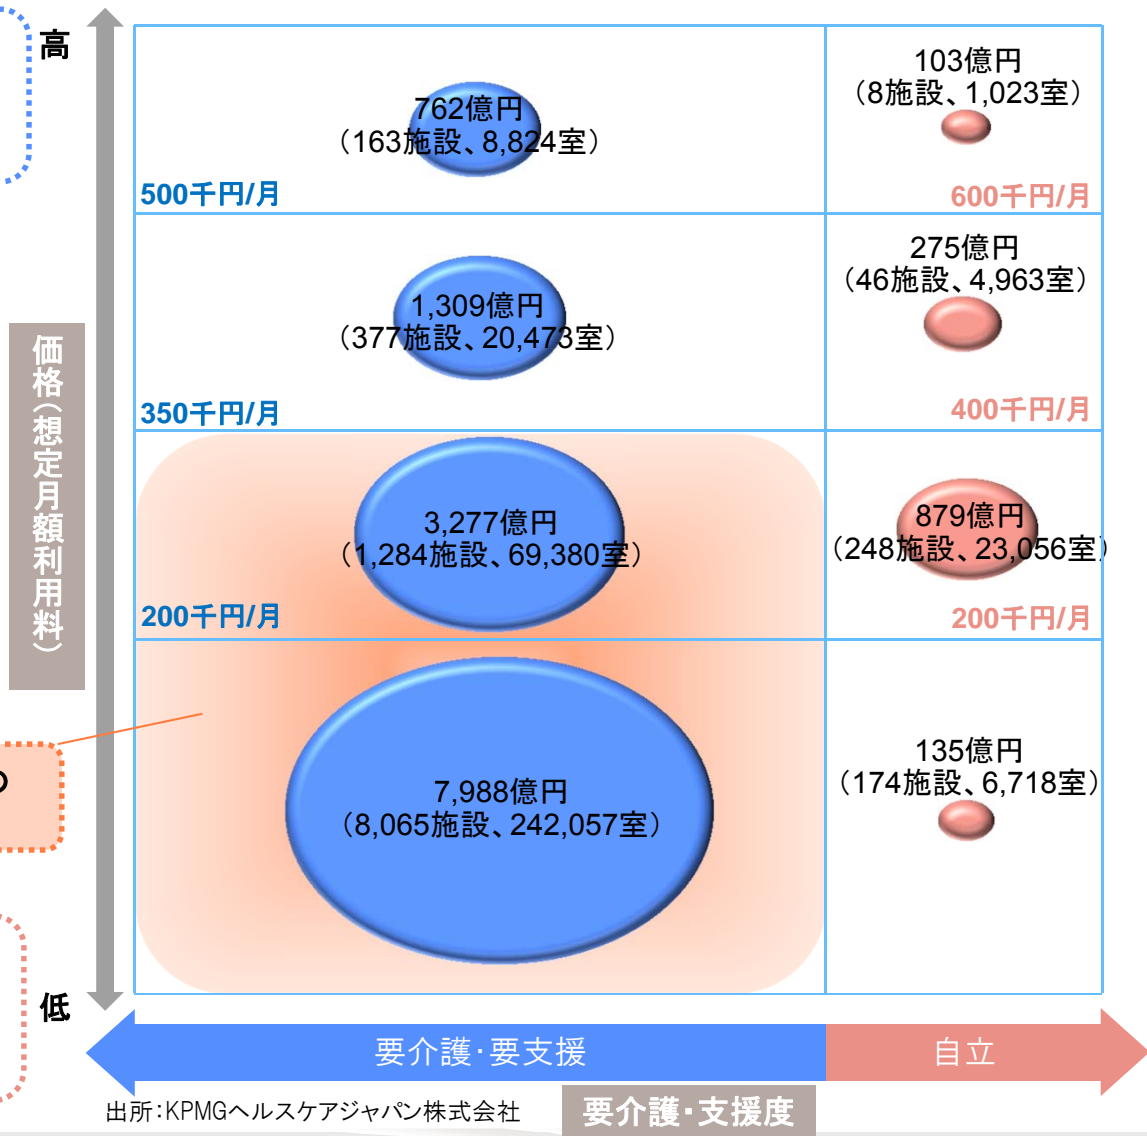 高
762億円
（163施設、8,824室）
500千円/月
103億円
（8施設、1,023室）
600千円/月
1,309億円
（377施設、20,473室）
350千円/月
275億円
（46施設、4,963室）
400千円/月
価格（想定月額利用料）
3,277億円
（1,284施設、69,380室）
200千円/月
879億円
（248施設、23,056室）
200千円/月
の
7,988億円
（8,065施設、242,057室）
135億円
（174施設、6,718室）
低
要介護・要支援
自立
出所：KPMGヘルスケアジャパン株式会社
要介護・支援度